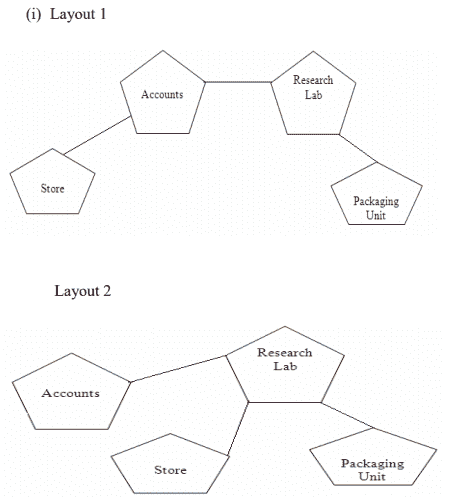 (i) Layout 1
Accounts
Research
Lab
Store
Packaging
Unit
Layout 2
Research
Lab
Accounts
Store
Packaging
Unit